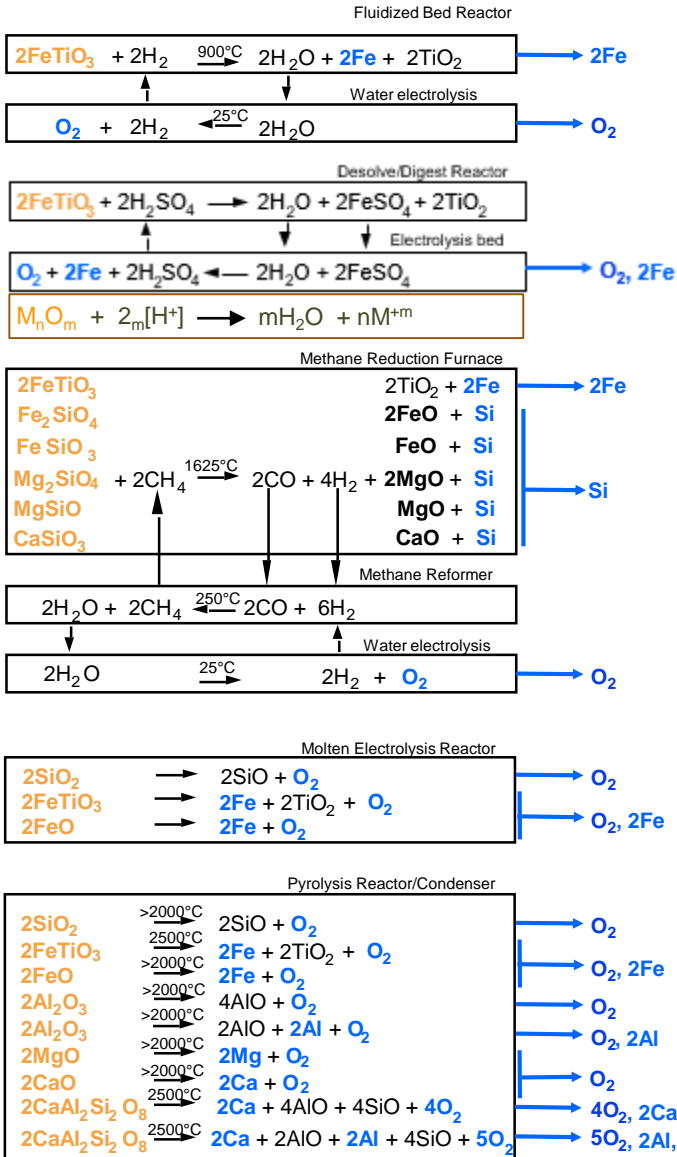 Fluidized Bed Reactor
2FeTiO₃ + 2H₂ 900°C 2H₂O + 2Fe + 2TiO₂ 2Fe
Water electrolysis
O₂ + 2H₂ 25°C 2H₂O O₂
Desolve/Digest Reactor
2FeTiO₃ + 2H₂SO₄ 2H₂O + 2FeSO₄ + 2TiO₂
Electrolysis bed
O₂ + 2Fe + 2H₂SO₄ 2H₂O + 2FeSO₄ O₂, 2Fe
MₙOₘ + 2ₘ[H⁺] mH₂O + nM⁺ᵐ
Methane Reduction Furnace
2FeTiO₃ 2TiO₂ + 2Fe 2Fe
Fe₂SiO₄ 2FeO + Si
FeSiO₃ FeO + Si
Mg₂SiO₄ + 2CH₄ 1625°C 2CO + 4H₂ + 2MgO + Si Si
MgSiO MgO + Si
CaSiO₃ CaO + Si
Methane Reformer
2H₂O + 2CH₄ 250°C 2CO + 6H₂
Water electrolysis
2H₂O 25°C 2H₂ + O₂ O₂
Molten Electrolysis Reactor
2SiO₂ 2SiO + O₂ O₂
2FeTiO₃ 2Fe + 2TiO₂ + O₂
2FeO 2Fe + O₂ O₂, 2Fe
Pyrolysis Reactor/Condenser
2SiO₂ >2000°C 2SiO + O₂ O₂
2FeTiO₃ 2500°C 2Fe + 2TiO₂ + O₂
2FeO >2000°C 2Fe + O₂ O₂, 2Fe
2Al₂O₃ >2000°C 4AlO + O₂ O₂
2Al₂O₃ >2000°C 2AlO + 2Al + O₂ O₂, 2Al
2MgO >2000°C 2Mg + O₂
2CaO >2000°C 2Ca + O₂ O₂
2CaAl₂Si₂O₈ 2500°C 2Ca + 4AlO + 4SiO + 4O₂ 4O₂, 2Ca
2CaAl₂Si₂O₈ 2500°C 2Ca + 2AlO + 2Al + 4SiO + 5O₂ 5O₂, 2Al,